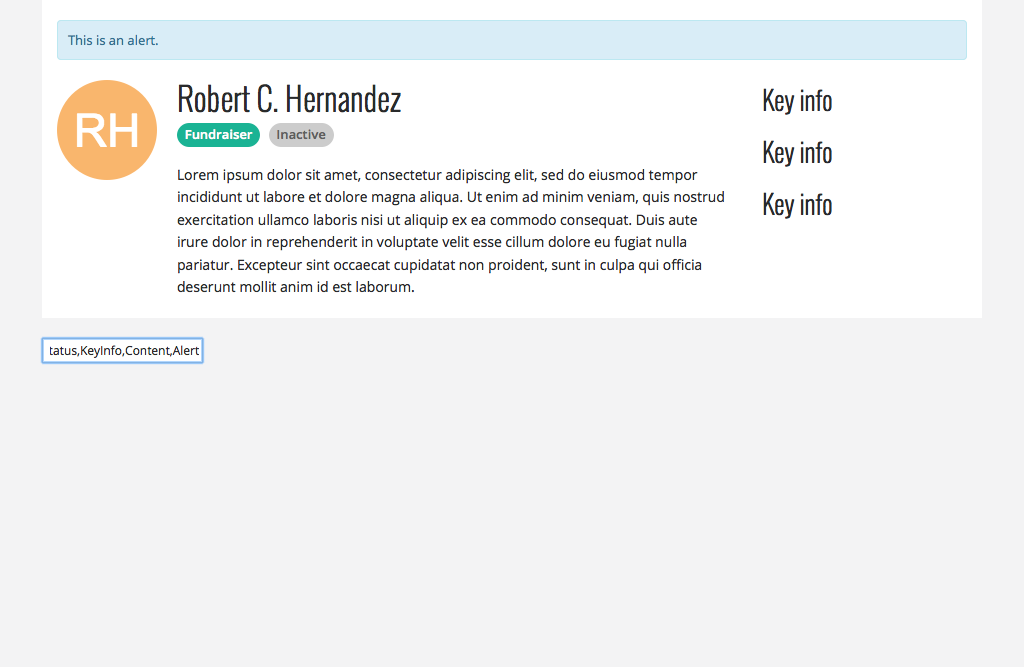 This is an alert.
RH
Robert C. Hernandez
Fundraiser Inactive
Lorem ipsum dolor sit amet, consectetur adipiscing elit, sed do eiusmod tempor
incididunt ut labore et dolore magna aliqua. Ut enim ad minim veniam, quis nostrud
exercitation ullamco laboris nisi ut aliquip ex ea commodo consequat. Duis aute
irure dolor in reprehenderit in voluptate velit esse cillum dolore eu fugiat nulla
pariatur. Excepteur sint occaecat cupidatat non proident, sunt in culpa qui officia
deserunt mollit anim id est laborum.
Key info
Key info
Key info
tatus,KeyInfo,Content,Alert